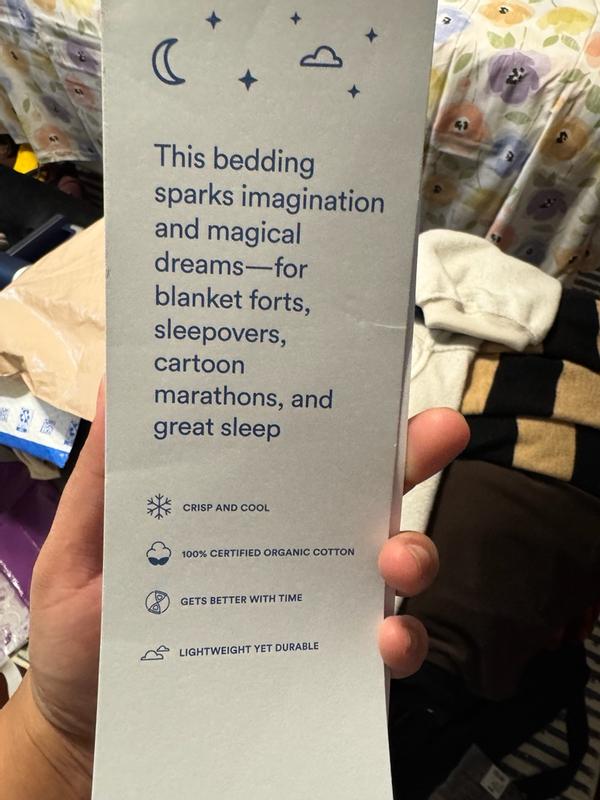 This bedding
sparks imagination
and magical
dreams—for
blanket forts,
sleepovers,
cartoon
marathons, and
great sleep
CRISP AND COOL
100% CERTIFIED ORGANIC COTTON
GETS BETTER WITH TIME
LIGHTWEIGHT YET DURABLE